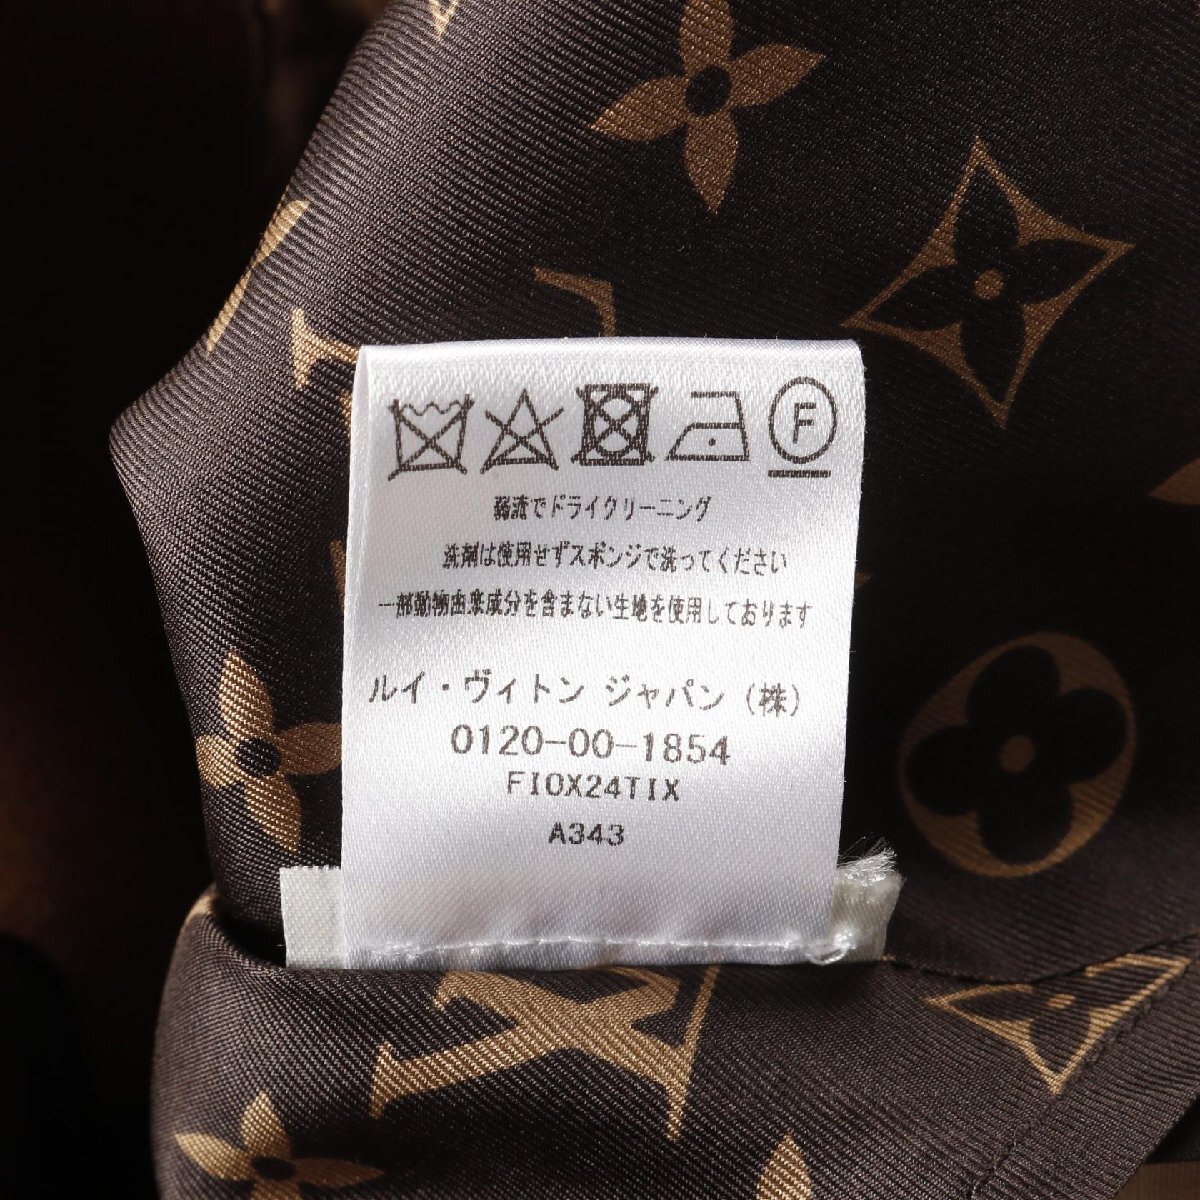 F
弱流でドライクリーニング
洗剤は使用せずスポンジで洗ってください
一部動物由来成分を含まない生地を使用しております
ルイ・ヴィトン ジャパン (株)
0120-00-1854
FIOX24TIX
A343